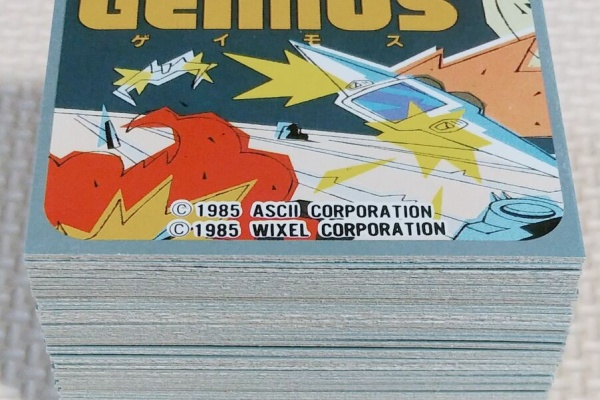 Geimos
ゲイモス
© 1985 ASCII CORPORATION
© 1985 WIXEL CORPORATION